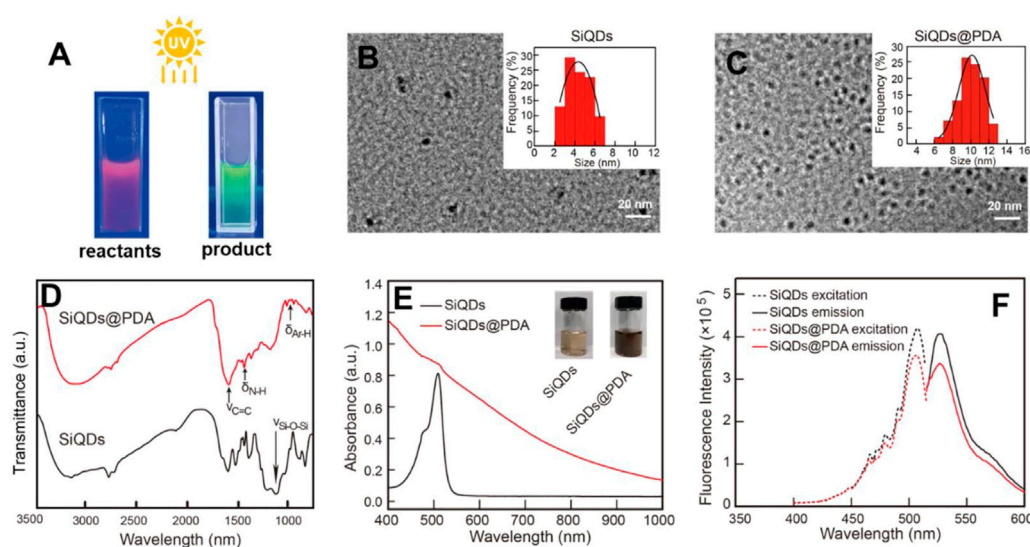 A
UV
reactants
product
B
SiQDs
Frequency (%)
30
25
20
15
10
5
0
0 2 4 6 8 10 12
Size (nm)
20 nm
C
SiQDs@PDA
Frequency (%)
30
25
20
15
10
5
0
4 6 8 10 12 14 16
Size (nm)
20 nm
D
SiQDs@PDA
δAr-H
δN-H
νC=C
SiQDs
νSi-O-Si
Transmittance (a.u.)
3500 3000 2500 2000 1500 1000
Wavelength (nm)
E
SiQDs
SiQDs@PDA
SiQDs
SiQDs@PDA
Absorbance (a.u.)
1.4
1.2
1.0
0.8
0.6
0.4
0.2
0.0
400 500 600 700 800 900 1000
Wavelength (nm)
F
SiQDs excitation
SiQDs emission
SiQDs@PDA excitation
SiQDs@PDA emission
Fluorescence Intensity (×10 5)
5
4
3
2
1
0
350 400 450 500 550 600
Wavelength (nm)